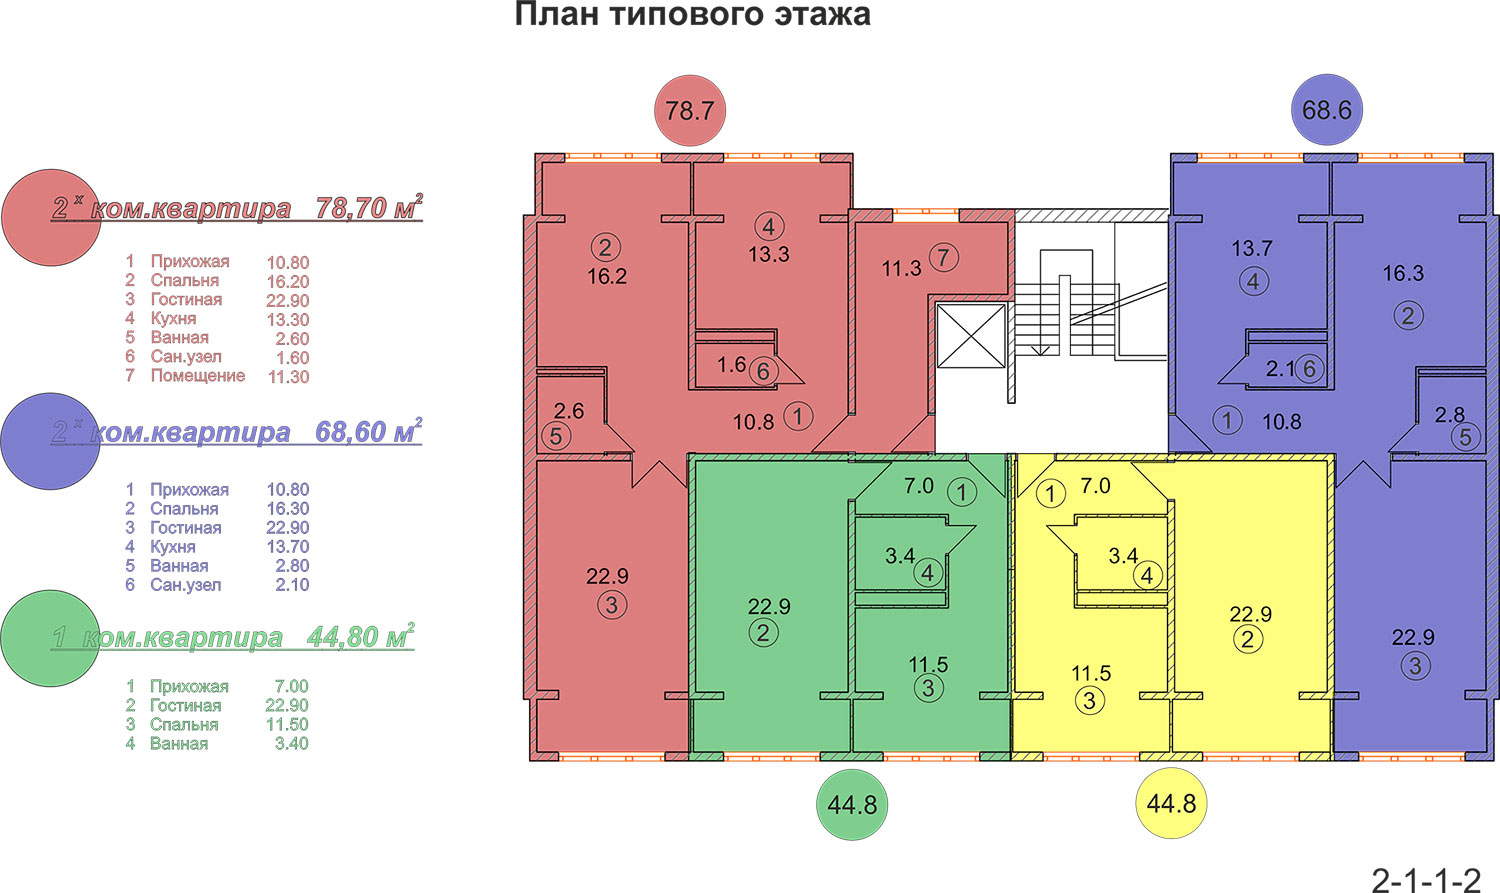 План типового этажа
78.7
68.6
2 х ком.квартира 78,70 м²
1 Прихожая 10.80
2 Спальня 16.20
3 Гостиная 22.90
4 Кухня 13.30
5 Ванная 2.60
6 Сан.узел 1.60
7 Помещение 11.30
2 х ком.квартира 68,60 м²
1 Прихожая 10.80
2 Спальня 16.30
3 Гостиная 22.90
4 Кухня 13.70
5 Ванная 2.80
6 Сан.узел 2.10
1 ком.квартира 44,80 м²
1 Прихожая 7.00
2 Гостиная 22.90
3 Спальня 11.50
4 Ванная 3.40
2
16.2
4
13.3
7
11.3
1.6 6
2.6
5
10.8 1
22.9
3
13.7
4
16.3
2
2.1 6
1 10.8
2.8
5
22.9
3
7.0 1
3.4 4
22.9
2
11.5
3
1 7.0
3.4
4
22.9
2
11.5
3
44.8
44.8
2-1-1-2